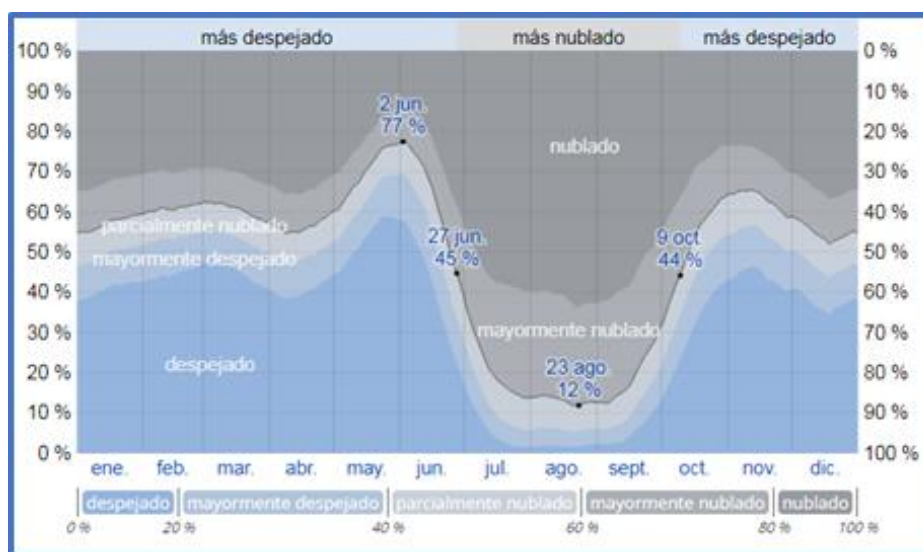 más despejado más nublado más despejado
100 % 0 %
90 % 10 %
2 jun.
80 % 77 % 20 %
nublado
70 % 30 %
60 % parcialmente nublado 40 %
27 jun. 9 oct.
50 % mayormente despejado 45 % 44 % 50 %
40 % 60 %
30 % mayormente nublado 70 %
despejado 23 ago
20 % 12 % 80 %
10 % 90 %
0 % 100 %
ene. feb. mar. abr. may. jun. jul. ago. sept. oct. nov. dic.
despejado mayormente despejado parcialmente nublado mayormente nublado nublado
0 % 20 % 40 % 60 % 80 % 100 %